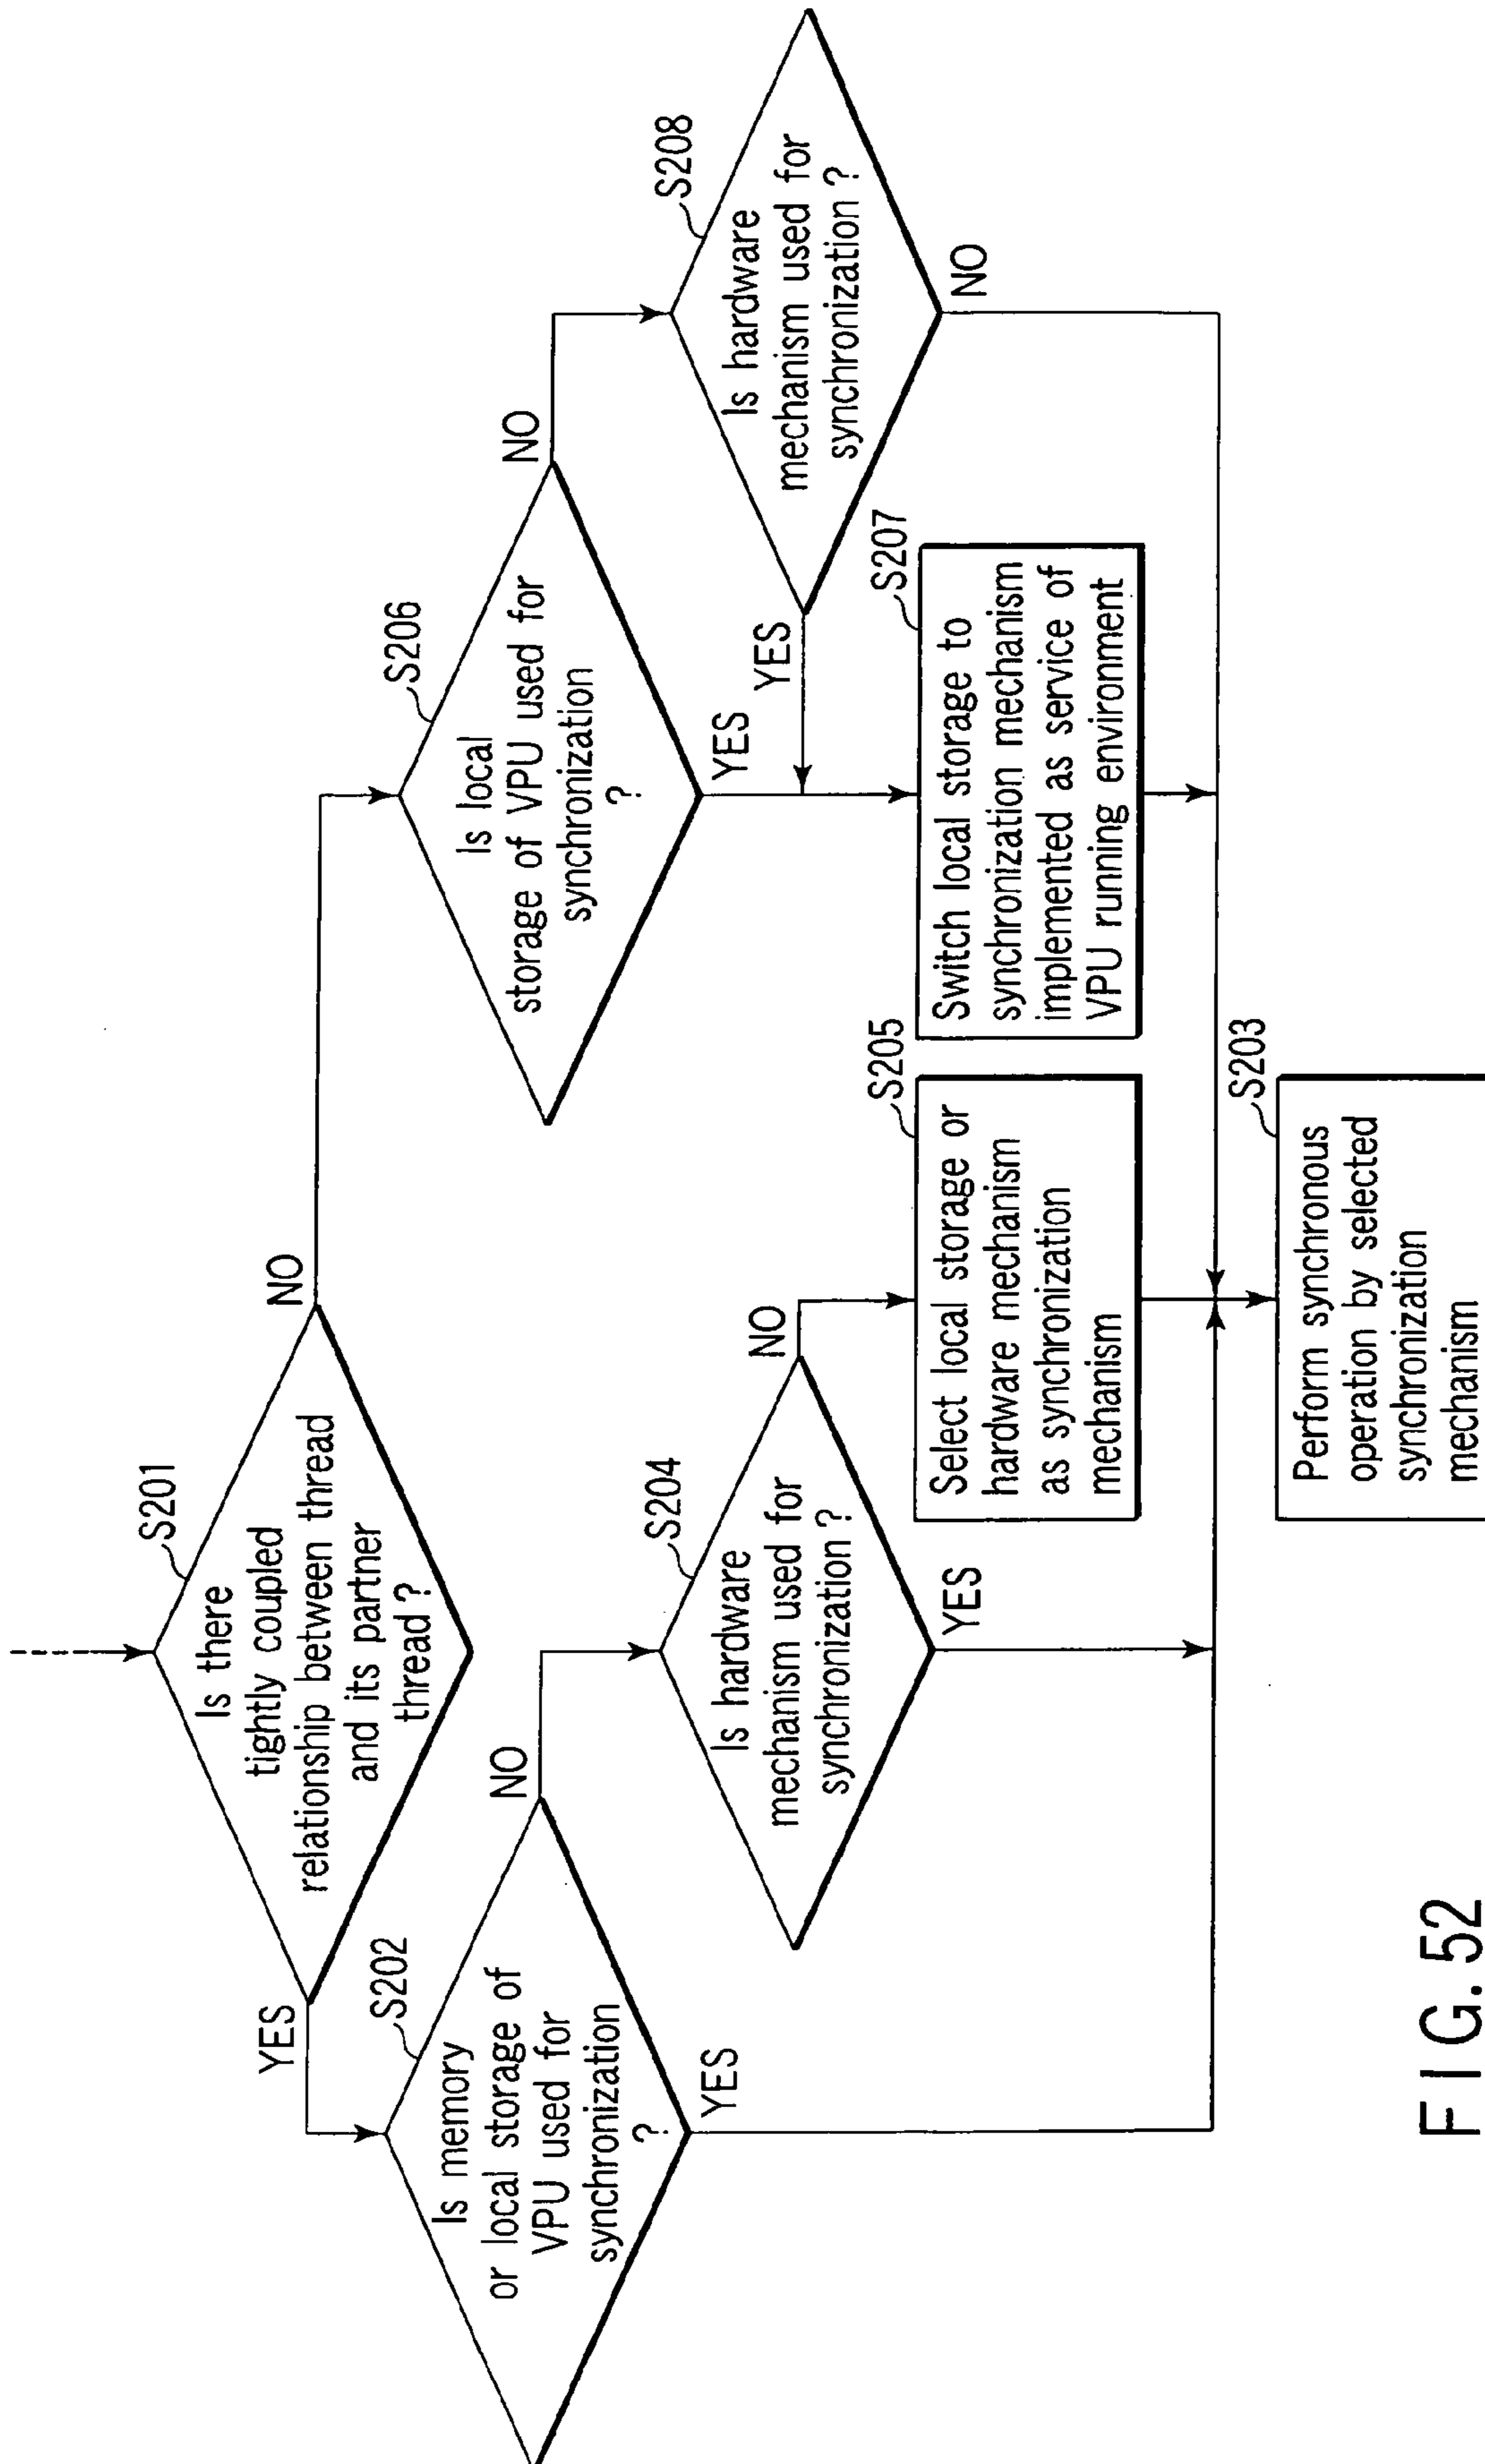 S201
Is there
tightly coupled
relationship between thread
and its partner
thread ?
YES
NO
S202
Is memory
or local storage of
VPU used for
synchronization
?
YES
NO
S204
Is hardware
mechanism used for
synchronization ?
YES
NO
S205
Select local storage or
hardware mechanism
as synchronization
mechanism
S206
Is local
storage of VPU used for
synchronization
?
YES
NO
S208
Is hardware
mechanism used for
synchronization ?
YES
NO
S207
Switch local storage to
synchronization mechanism
implemented as service of
VPU running environment
S203
Perform synchronous
operation by selected
synchronization
mechanism
FIG. 52